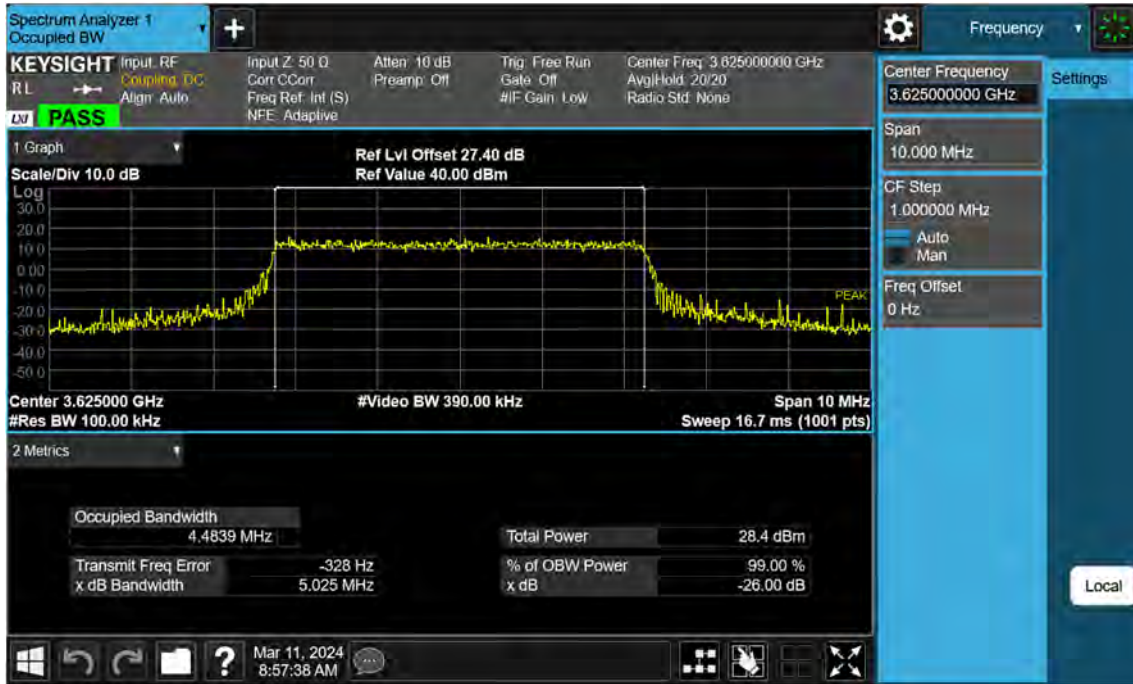 Spectrum Analyzer 1
Occupied BW
Frequency
KEYSIGHT
RL
LXI
PASS
Input: RF
Coupling: DC
Align: Auto
Input Z: 50 Ω
Corr CCorr
Freq Ref: Int (S)
NFE: Adaptive
Atten: 10 dB
Preamp: Off
Trig: Free Run
Gate: Off
#IF Gain: Low
Center Freq: 3.625000000 GHz
Avg|Hold: 20/20
Radio Std: None
1 Graph
Scale/Div 10.0 dB
Ref Lvl Offset 27.40 dB
Ref Value 40.00 dBm
Log
30.0
20.0
10.0
0.00
-10.0
-20.0
-30.0
-40.0
-50.0
PEAK
Center 3.625000 GHz
#Video BW 390.00 kHz
Span 10 MHz
#Res BW 100.00 kHz
Sweep 16.7 ms (1001 pts)
2 Metrics
Occupied Bandwidth
4.4839 MHz
Transmit Freq Error -328 Hz
x dB Bandwidth 5.025 MHz
Total Power 28.4 dBm
% of OBW Power 99.00 %
x dB -26.00 dB
Center Frequency
3.625000000 GHz
Settings
Span
10.000 MHz
CF Step
1.000000 MHz
Auto
Man
Freq Offset
0 Hz
Local
?
Mar 11, 2024
8:57:38 AM